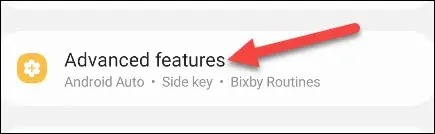 Advanced features
Android Auto • Side key • Bixby Routines